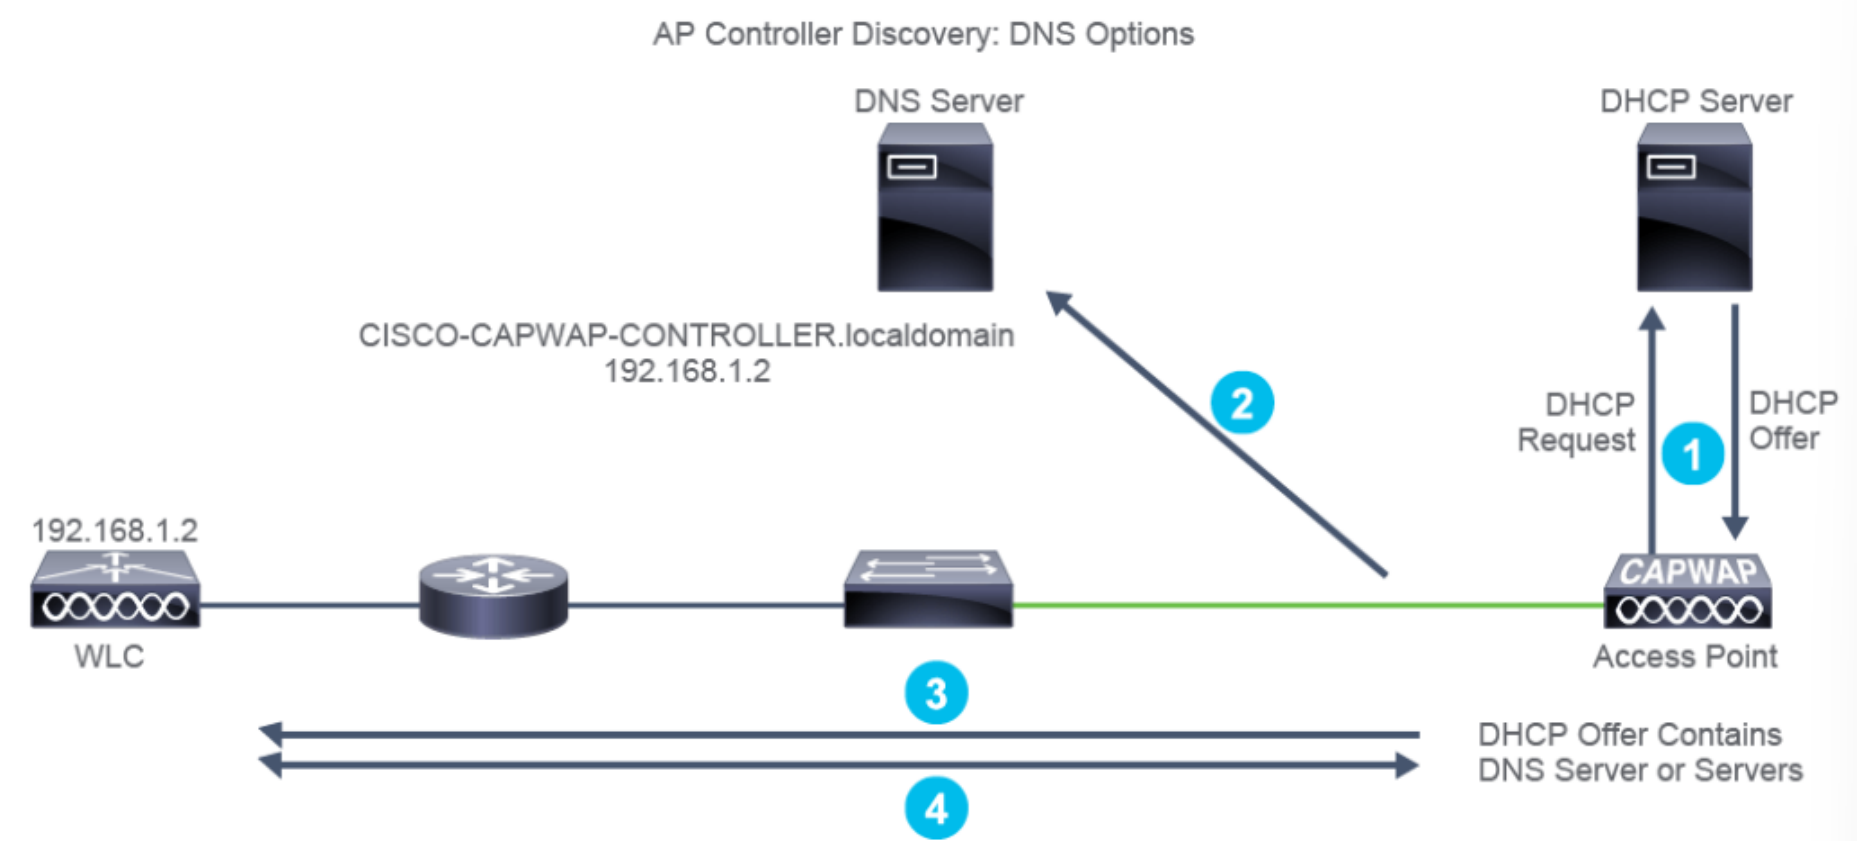 AP Controller Discovery: DNS Options
DNS Server
DHCP Server
CISCO-CAPWAP-CONTROLLER.localdomain
192.168.1.2
2
DHCP
Request
1
DHCP
Offer
192.168.1.2
CAPWAP
WLC
Access Point
3
DHCP Offer Contains
DNS Server or Servers
4